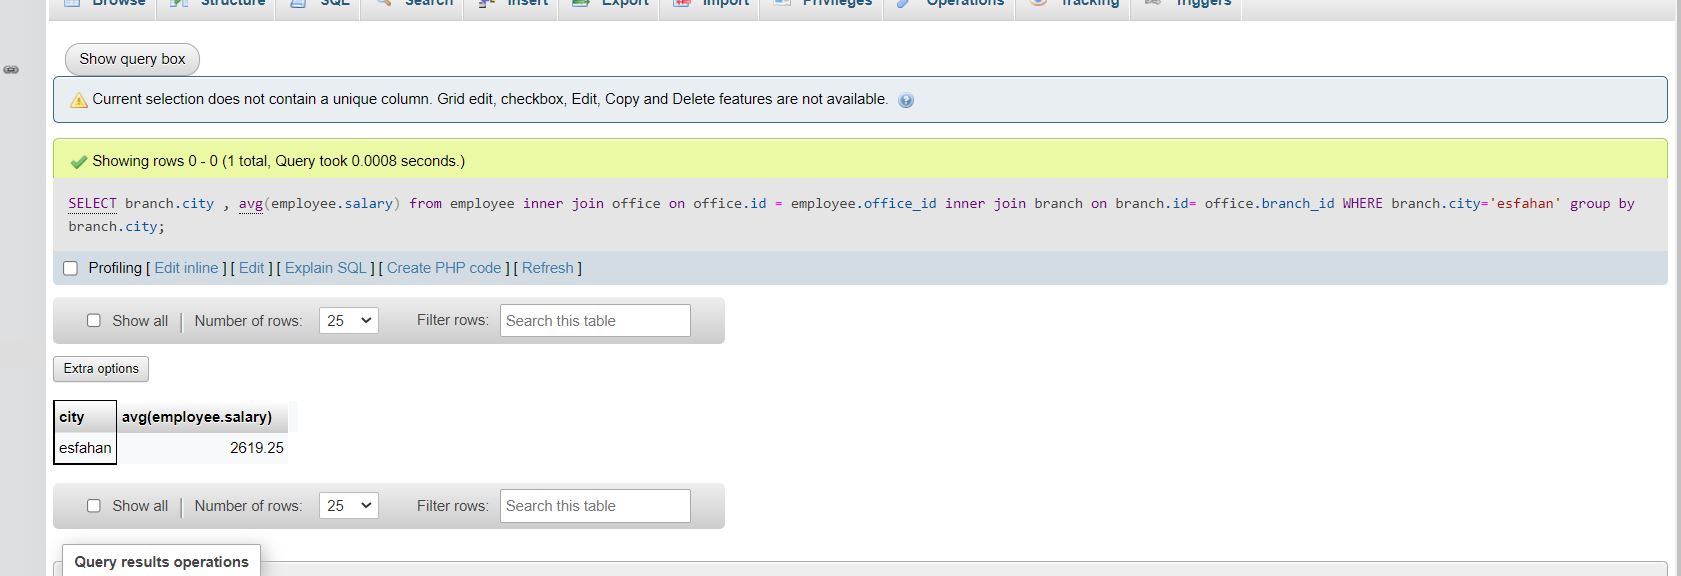 Browse Structure SQL Search Insert Export Import Privileges Operations Tracking Triggers
Show query box
Current selection does not contain a unique column. Grid edit, checkbox, Edit, Copy and Delete features are not available.
Showing rows 0 - 0 (1 total, Query took 0.0008 seconds.)
SELECT branch.city , avg(employee.salary) from employee inner join office on office.id = employee.office_id inner join branch on branch.id= office.branch_id WHERE branch.city='esfahan' group by
branch.city;
Profiling [ Edit inline ] [ Edit ] [ Explain SQL ] [ Create PHP code ] [ Refresh ]
Show all Number of rows: 25 Filter rows: Search this table
Extra options
city avg(employee.salary)
esfahan 2619.25
Show all Number of rows: 25 Filter rows: Search this table
Query results operations